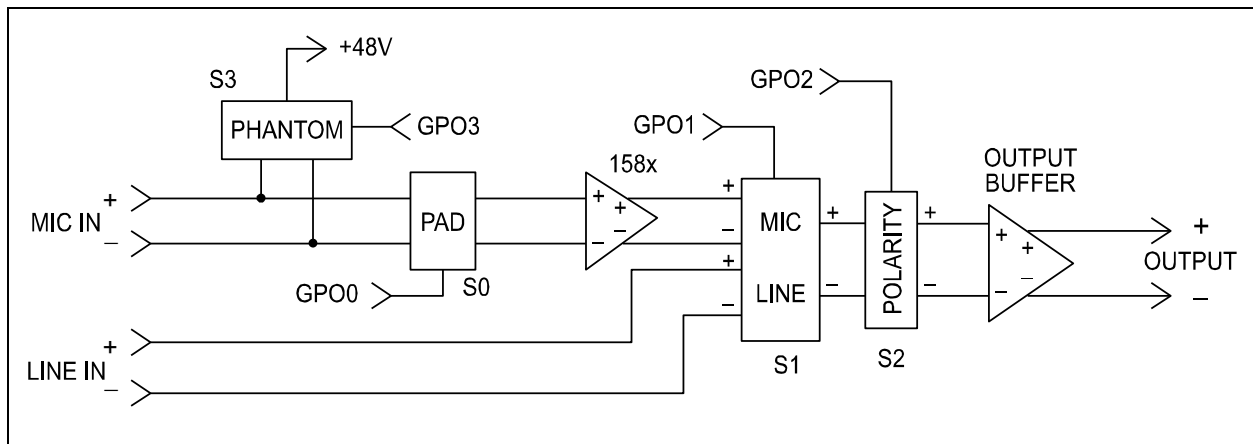 +48V
S3
GPO2
PHANTOM
GPO3
GPO1
158x
OUTPUT
BUFFER
+
MIC IN
−
PAD
GPO0
S0
+
−
+
−
+
−
+
−
MIC
LINE
+
−
S1
POLARITY
S2
+
−
+
−
+
−
+
OUTPUT
−
+
LINE IN
−